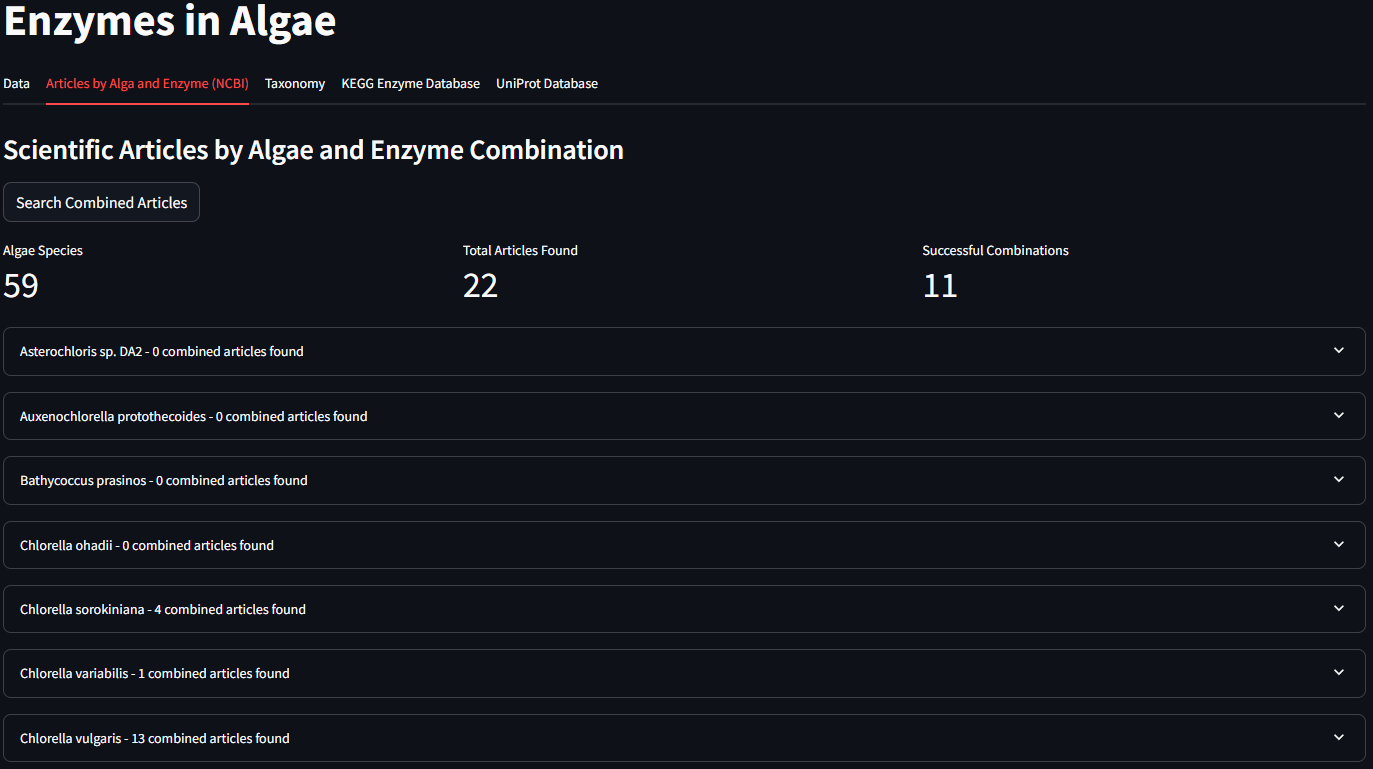 Enzymes in Algae
Data Articles by Alga and Enzyme (NCBI) Taxonomy KEGG Enzyme Database UniProt Database
Scientific Articles by Algae and Enzyme Combination
Search Combined Articles
Algae Species Total Articles Found Successful Combinations
59 22 11
Asterochloris sp. DA2 - 0 combined articles found
Auxenochlorella protothecoides - 0 combined articles found
Bathycoccus prasinos - 0 combined articles found
Chlorella ohadii - 0 combined articles found
Chlorella sorokiniana - 4 combined articles found
Chlorella variabilis - 1 combined articles found
Chlorella vulgaris - 13 combined articles found